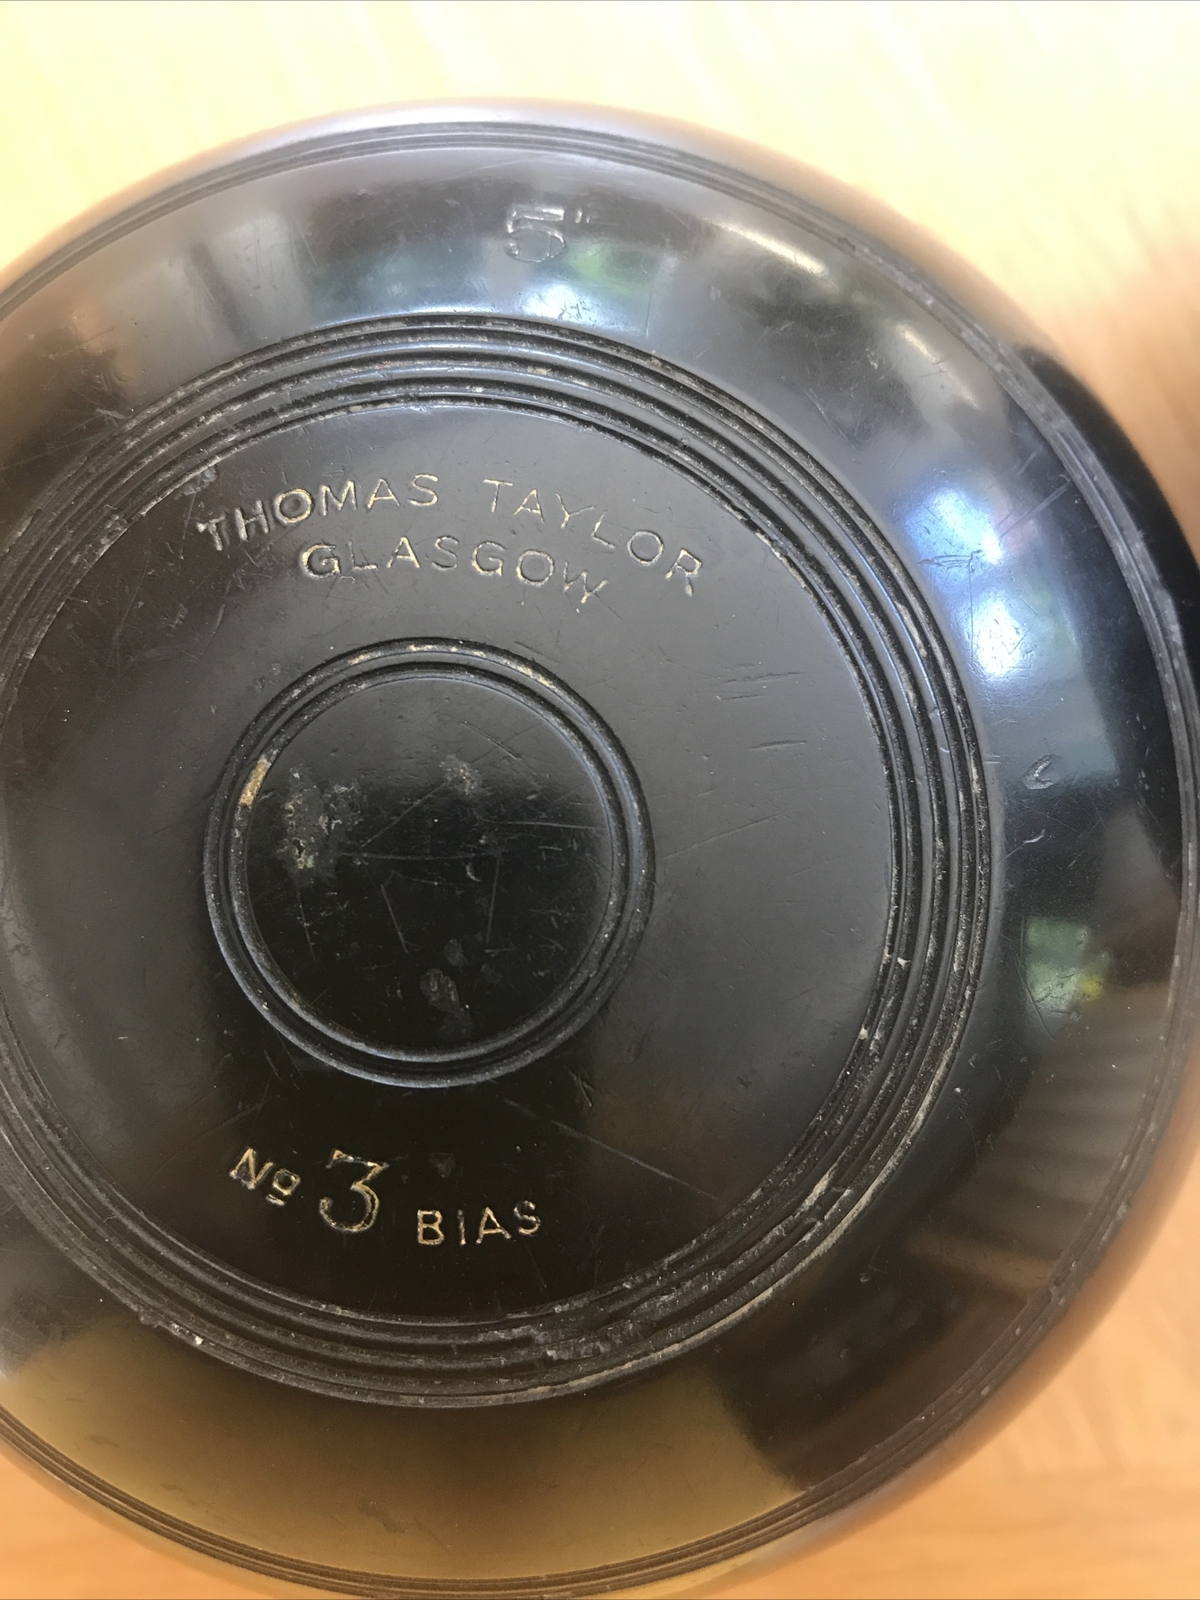 5"
THOMAS TAYLOR
GLASGOW
Nº 3 BIAS